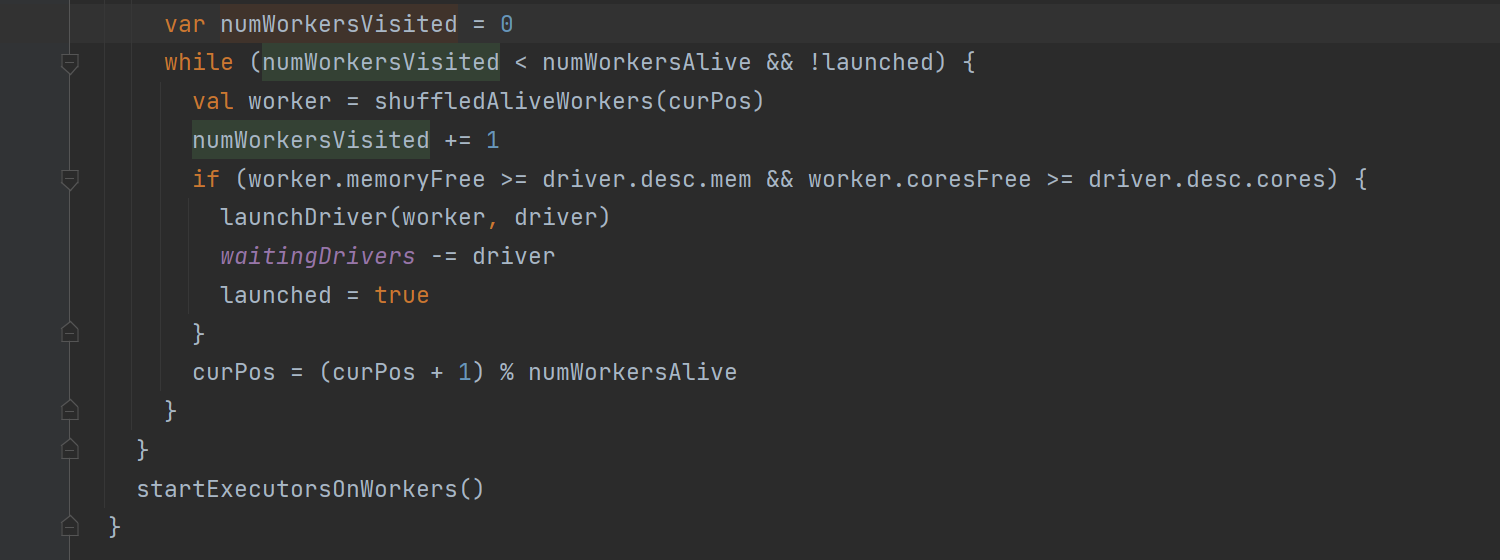 var numWorkersVisited = 0
while (numWorkersVisited < numWorkersAlive && !launched) {
val worker = shuffledAliveWorkers(curPos)
numWorkersVisited += 1
if (worker.memoryFree >= driver.desc.mem && worker.coresFree >= driver.desc.cores) {
launchDriver(worker, driver)
waitingDrivers -= driver
launched = true
}
curPos = (curPos + 1) % numWorkersAlive
}
}
startExecutorsOnWorkers()
}